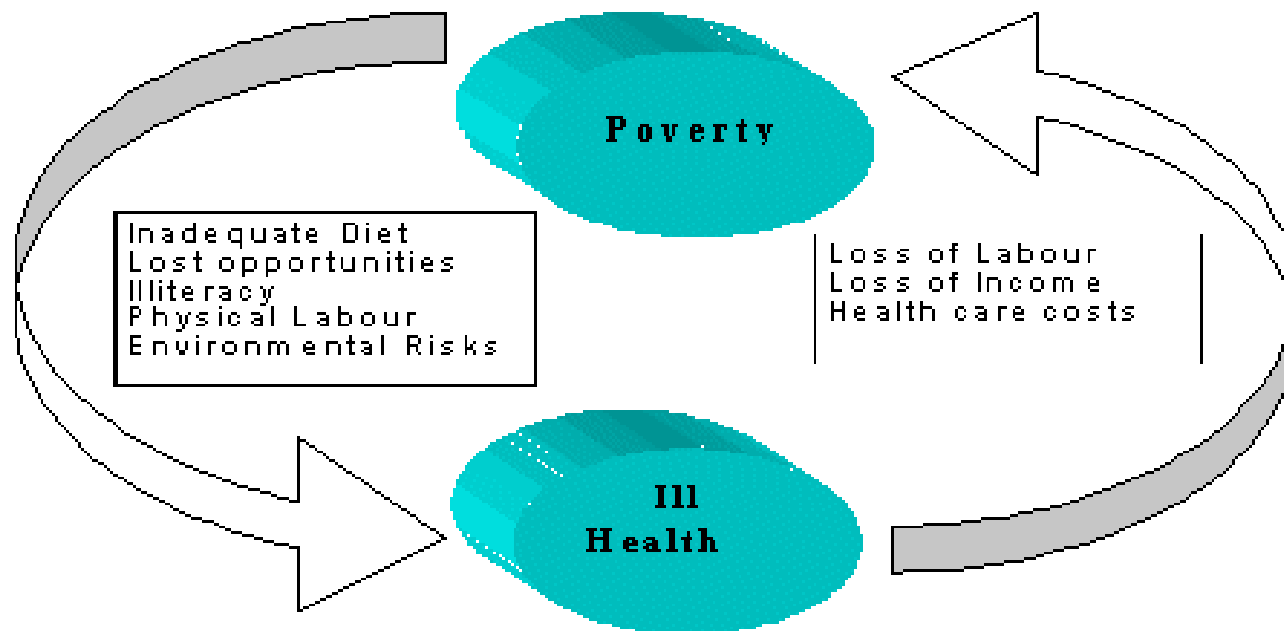 Poverty
Inadequate Diet
Lost opportunities
Illiteracy
Physical Labour
Environmental Risks
Loss of Labour
Loss of Income
Health care costs
Ill
Health